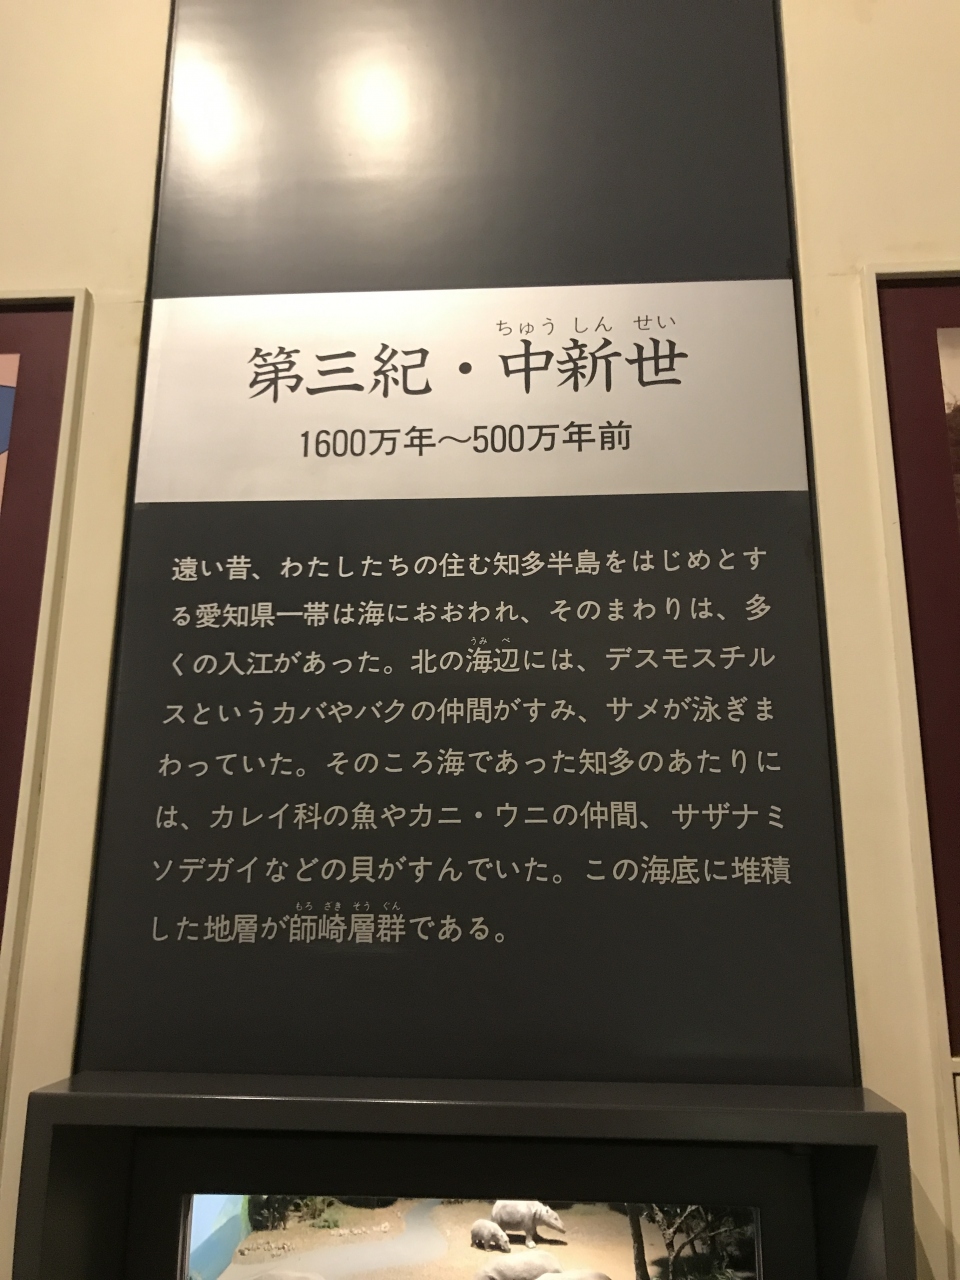 ちゅう しん せい
第三紀・中新世
1600万年～500万年前
遠い昔、わたしたちの住む知多半島をはじめとす
る愛知県一帯は海におおわれ、そのまわりは、多
うみ べ
くの入江があった。北の海辺には、デスモスチル
スというカバやバクの仲間がすみ、サメが泳ぎま
わっていた。そのころ海であった知多のあたりに
は、カレイ科の魚やカニ・ウニの仲間、サザナミ
ソデガイなどの貝がすんでいた。この海底に堆積
もろ ざき そう ぐん
した地層が師崎層群である。